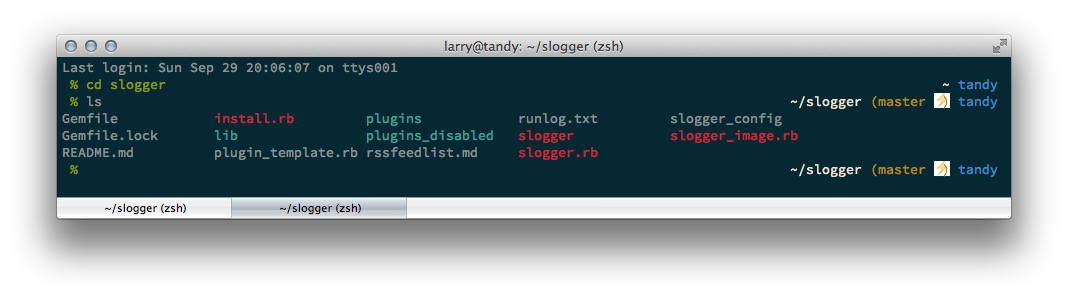 larry@tandy: ~/slogger (zsh)
Last login: Sun Sep 29 20:06:07 on ttys001
% cd slogger ~ tandy
% ls ~/slogger (master tandy
Gemfile install.rb plugins runlog.txt slogger_config
Gemfile.lock lib plugins_disabled slogger slogger_image.rb
README.md plugin_template.rb rssfeedlist.md slogger.rb
% ~/slogger (master tandy
~/slogger (zsh) ~/slogger (zsh)